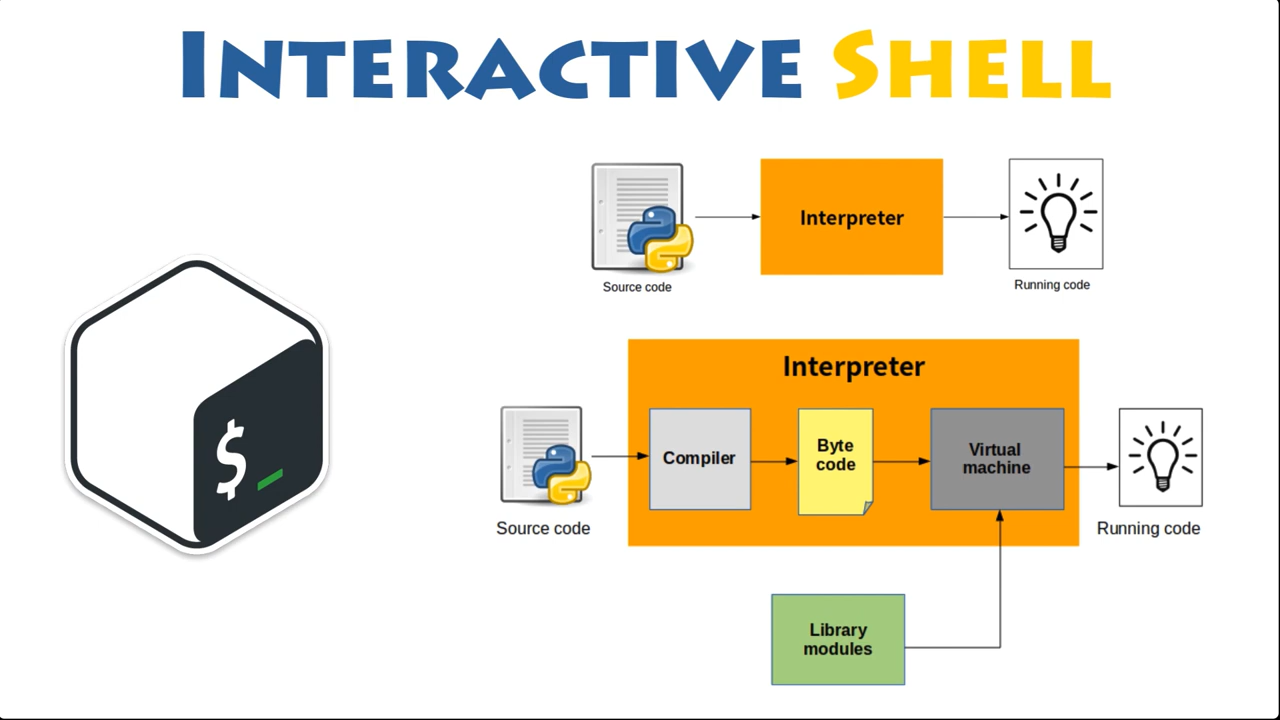 INTERACTIVE SHELL
Interpreter
Source code
Running code
Interpreter
Compiler
Byte
code
Virtual
machine
Source code
Running code
$_
Library
modules